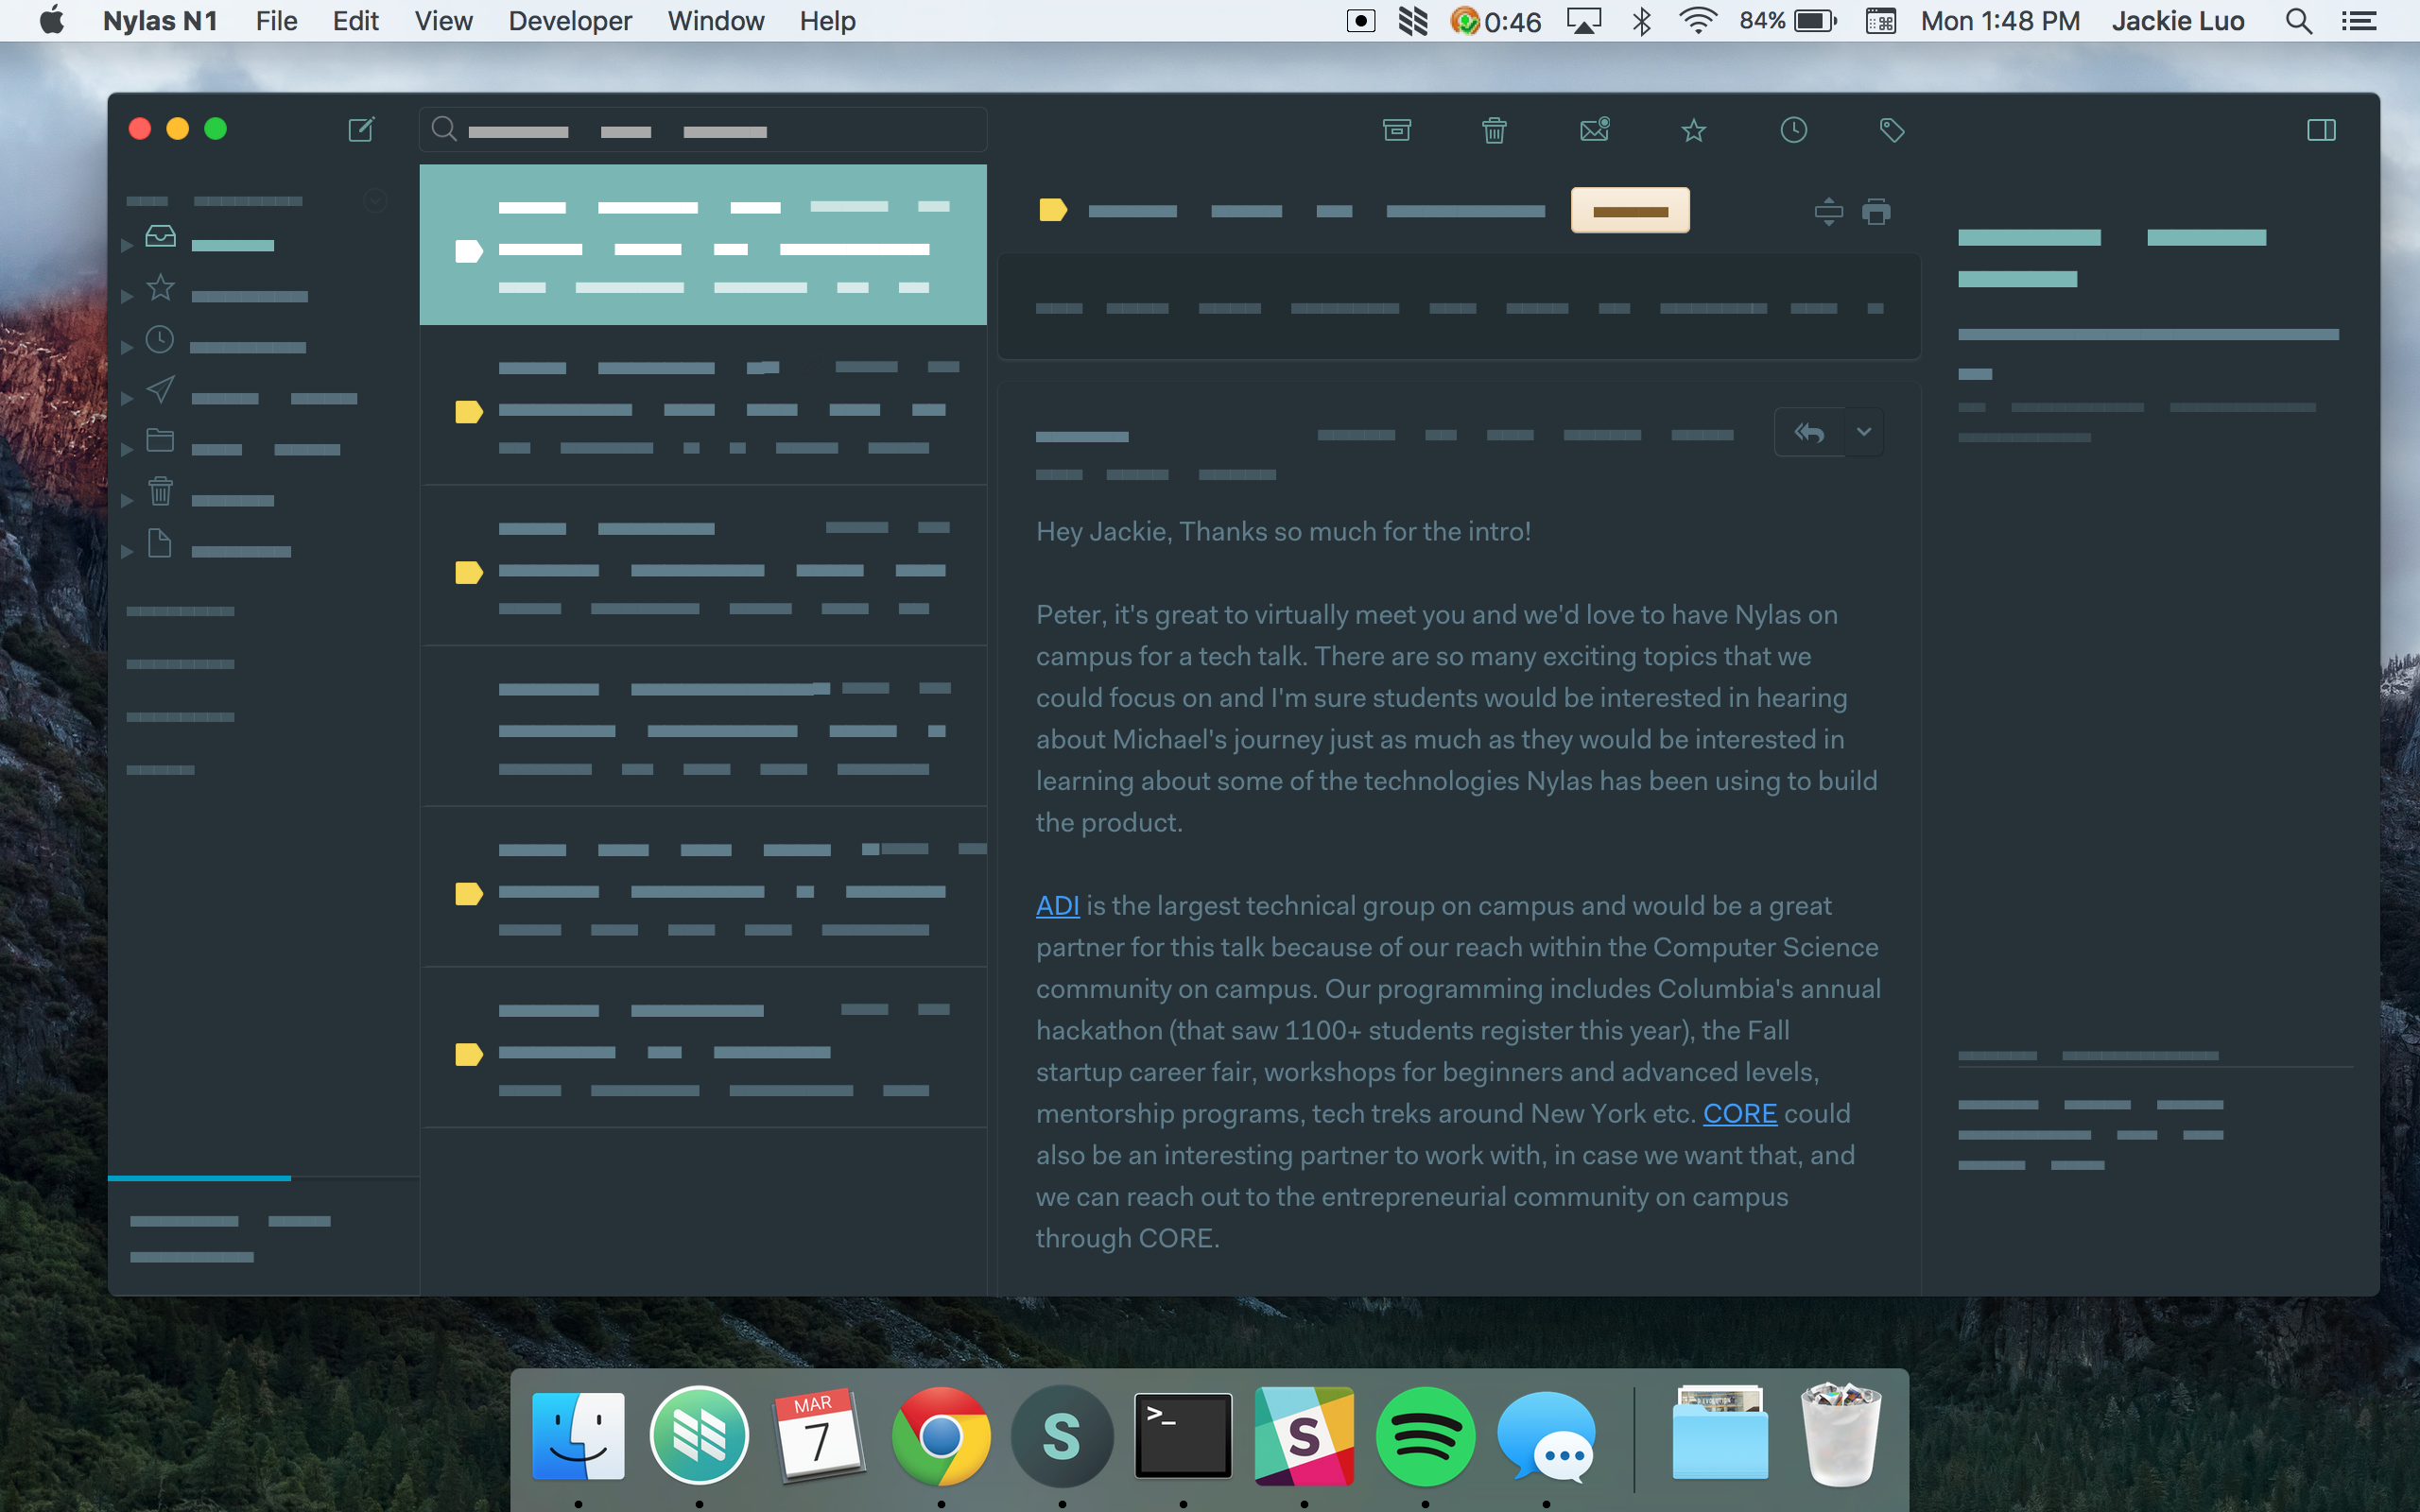 Nylas N1 File Edit View Developer Window Help 0:46 84% Mon 1:48 PM Jackie Luo
Hey Jackie, Thanks so much for the intro!
Peter, it's great to virtually meet you and we'd love to have Nylas on
campus for a tech talk. There are so many exciting topics that we
could focus on and I'm sure students would be interested in hearing
about Michael's journey just as much as they would be interested in
learning about some of the technologies Nylas has been using to build
the product.
ADI is the largest technical group on campus and would be a great
partner for this talk because of our reach within the Computer Science
community on campus. Our programming includes Columbia's annual
hackathon (that saw 1100+ students register this year), the Fall
startup career fair, workshops for beginners and advanced levels,
mentorship programs, tech treks around New York etc. CORE could
also be an interesting partner to work with, in case we want that, and
we can reach out to the entrepreneurial community on campus
through CORE.
MAR
7
S
>_
S